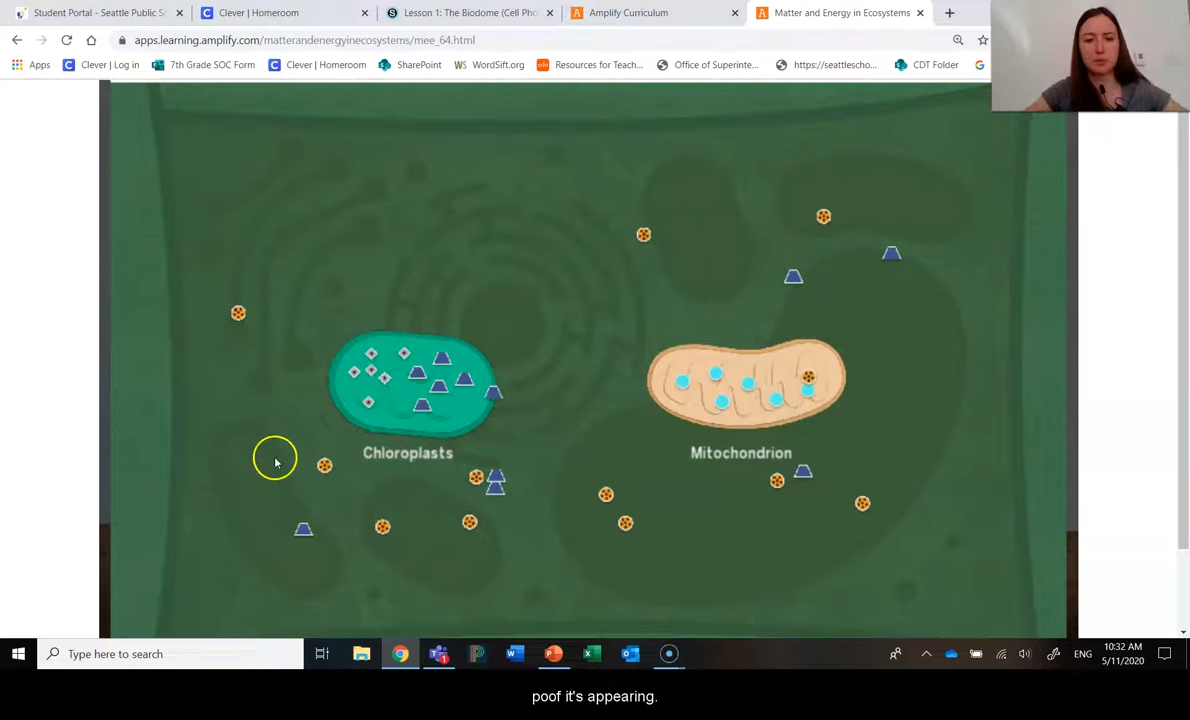 Student Portal - Seattle Public Sc
Clever | Homeroom
Lesson 1: The Biodome (Cell Pho
Amplify Curriculum
Matter and Energy in Ecosystems
apps.learning.amplify.com/matterandenergyinecosystems/mee_64.html
Apps
Clever | Log in
7th Grade SOC Form
Clever | Homeroom
SharePoint
WordSift.org
Resources for Teac...
Office of Superinte...
https://seattlescho...
CDT Folder
Chloroplasts
Mitochondrion
Type here to search
ENG
10:32 AM
5/11/2020
poof it's appearing.